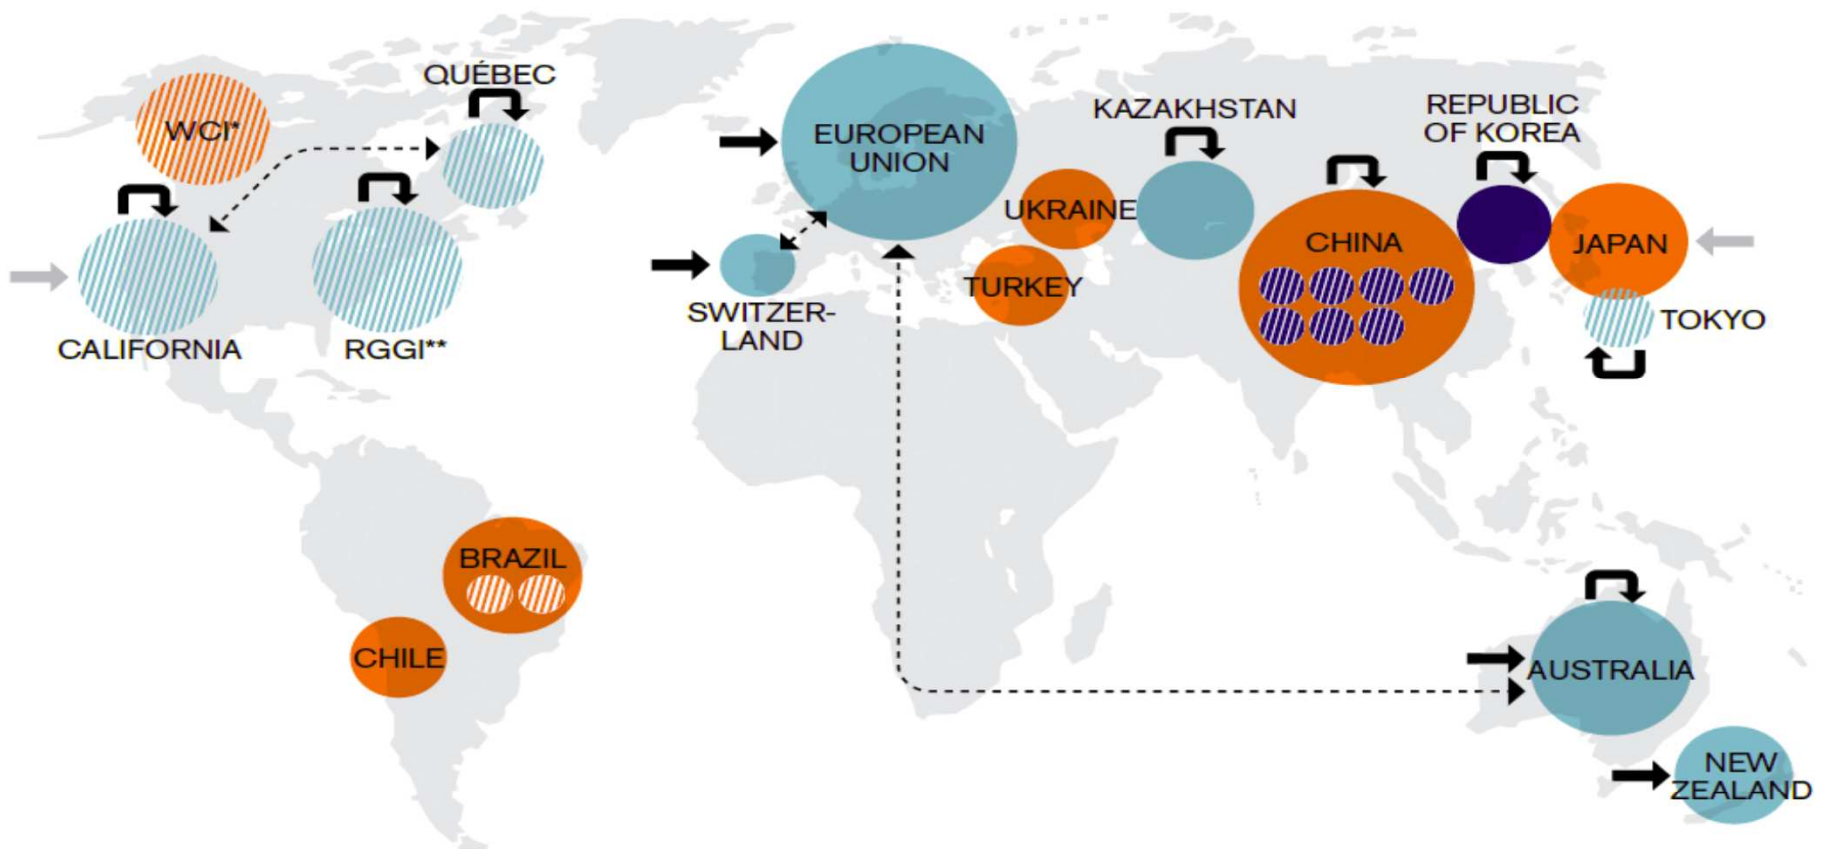 QUÉBEC
WCI*
CALIFORNIA
RGGI**
BRAZIL
CHILE
EUROPEAN
UNION
SWITZER-
LAND
UKRAINE
TURKEY
KAZAKHSTAN
CHINA
REPUBLIC
OF KOREA
JAPAN
TOKYO
AUSTRALIA
NEW
ZEALAND